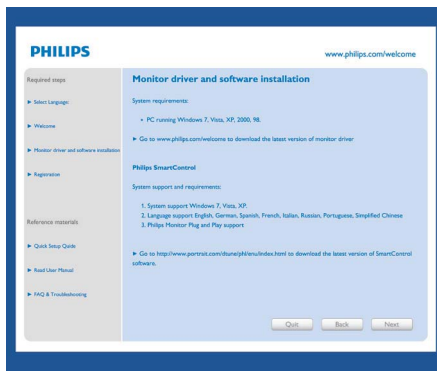 PHILIPS
www.philips.com/welcome
Required steps
► Select Language
► Welcome
► Monitor driver and software installation
► Registration
Reference materials
► Quick Setup Guide
► Read User Manual
► FAQ & Troubleshooting
Monitor driver and software installation
System requirements:
• PC running Windows 7, Vista, XP, 2000, 98,
► Go to www.philips.com/welcome to download the latest version of monitor driver
Philips SmartControl
System support and requirements:
1. System support Windows 7, Vista, XP.
2. Language support English, German, Spanish, French, Italian, Russian, Portuguese, Simplified Chinese
3. Philips Monitor Plug and Play support
► Go to http://www.portrait.com/dtune/phl/enu/index.html to download the latest version of SmartControl
software.
Quit
Back
Next